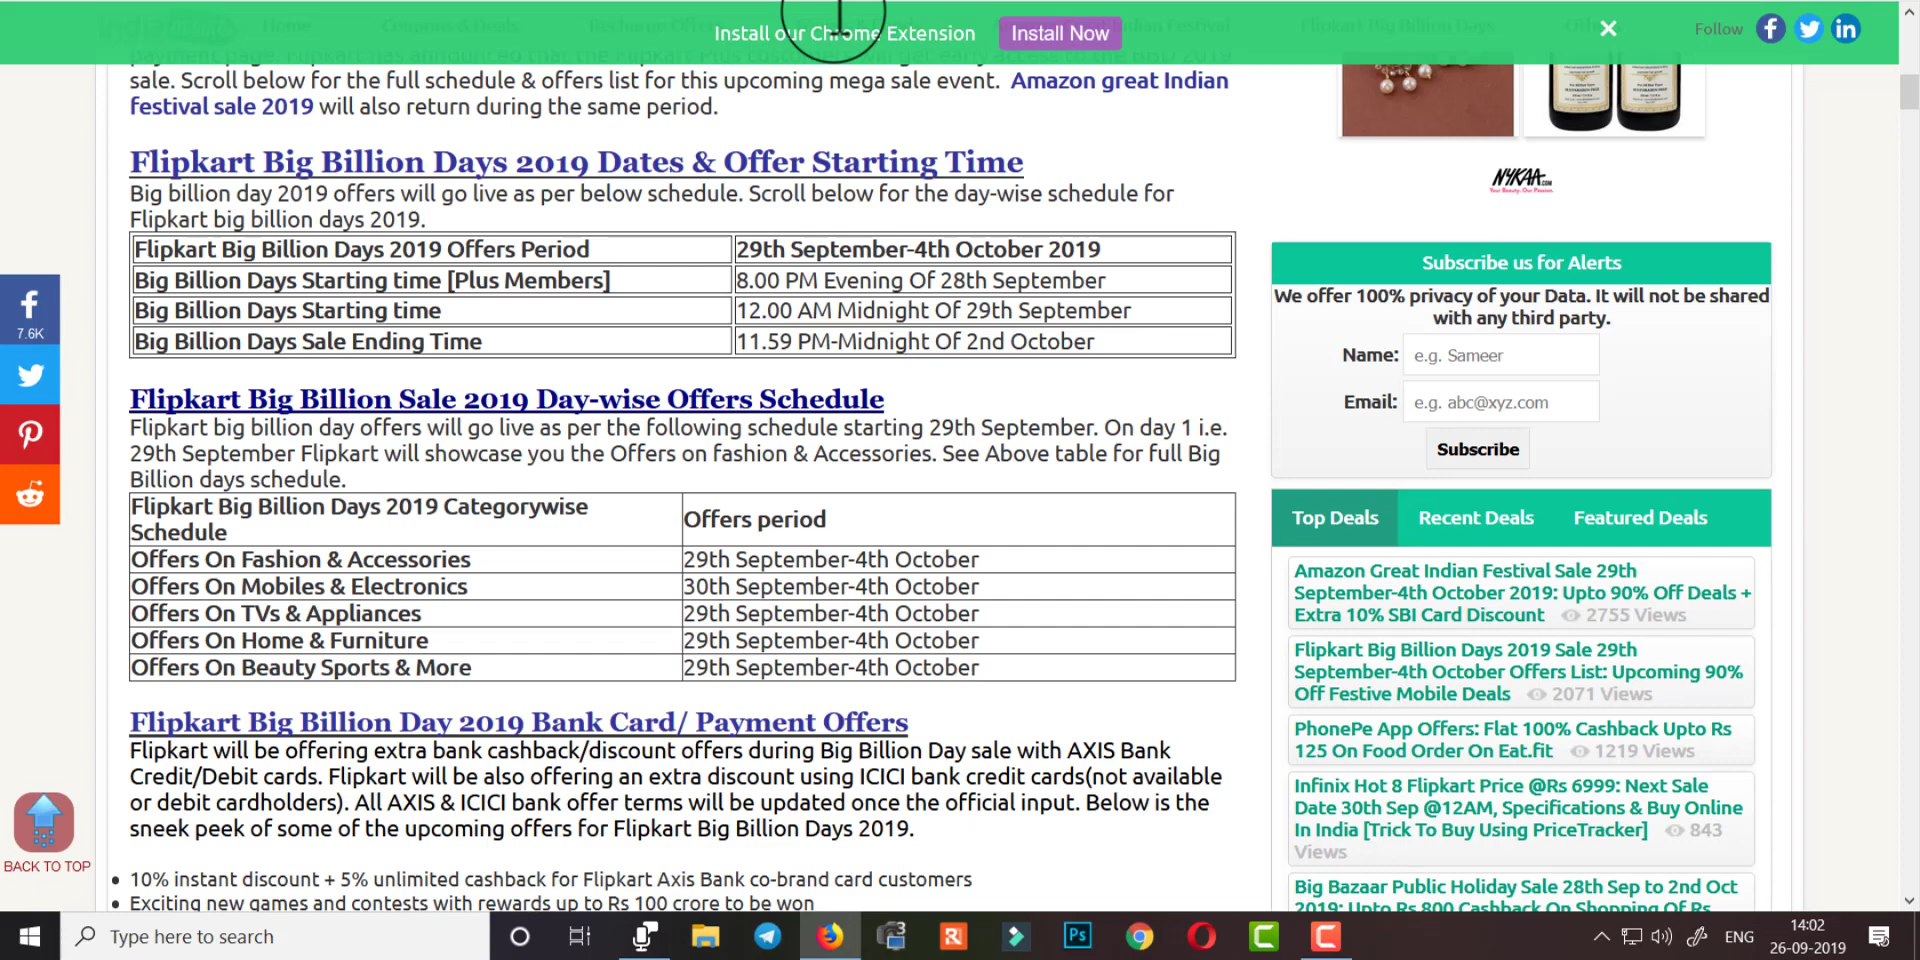 Install our Chrome Extension
Install Now
Follow
sale. Scroll below for the full schedule & offers list for this upcoming mega sale event. Amazon great Indian
festival sale 2019 will also return during the same period.
Flipkart Big Billion Days 2019 Dates & Offer Starting Time
Big billion day 2019 offers will go live as per below schedule. Scroll below for the day-wise schedule for
Flipkart big billion days 2019.
Flipkart Big Billion Days 2019 Offers Period 29th September-4th October 2019
Big Billion Days Starting time [Plus Members] 8.00 PM Evening Of 28th September
Big Billion Days Starting time 12.00 AM Midnight Of 29th September
Big Billion Days Sale Ending Time 11.59 PM-Midnight Of 2nd October
Flipkart Big Billion Sale 2019 Day-wise Offers Schedule
Flipkart big billion day offers will go live as per the following schedule starting 29th September. On day 1 i.e.
29th September Flipkart will showcase you the Offers on fashion & Accessories. See Above table for full Big
Billion days schedule.
Flipkart Big Billion Days 2019 Categorywise
Schedule
Offers period
Offers On Fashion & Accessories 29th September-4th October
Offers On Mobiles & Electronics 30th September-4th October
Offers On TVs & Appliances 29th September-4th October
Offers On Home & Furniture 29th September-4th October
Offers On Beauty Sports & More 29th September-4th October
Flipkart Big Billion Day 2019 Bank Card/ Payment Offers
Flipkart will be offering extra bank cashback/discount offers during Big Billion Day sale with AXIS Bank
Credit/Debit cards. Flipkart will be also offering an extra discount using ICICI bank credit cards(not available
or debit cardholders). All AXIS & ICICI bank offer terms will be updated once the official input. Below is the
sneek peek of some of the upcoming offers for Flipkart Big Billion Days 2019.
10% instant discount + 5% unlimited cashback for Flipkart Axis Bank co-brand card customers
Exciting new games and contests with rewards up to Rs 100 crore to be won
7.6K
BACK TO TOP
NYKAA.COM
Your Beauty. Our Passion.
Subscribe us for Alerts
We offer 100% privacy of your Data. It will not be shared
with any third party.
Name: e.g. Sameer
Email: e.g. abc@xyz.com
Subscribe
Top Deals Recent Deals Featured Deals
Amazon Great Indian Festival Sale 29th
September-4th October 2019: Upto 90% Off Deals +
Extra 10% SBI Card Discount 2755 Views
Flipkart Big Billion Days 2019 Sale 29th
September-4th October Offers List: Upcoming 90%
Off Festive Mobile Deals 2071 Views
PhonePe App Offers: Flat 100% Cashback Upto Rs
125 On Food Order On Eat.fit 1219 Views
Infinix Hot 8 Flipkart Price @Rs 6999: Next Sale
Date 30th Sep @12AM, Specifications & Buy Online
In India [Trick To Buy Using PriceTracker] 843
Views
Big Bazaar Public Holiday Sale 28th Sep to 2nd Oct
2019: Upto Rs 800 Cashback On Shopping Of Rs
Type here to search
ENG
14:02
26-09-2019